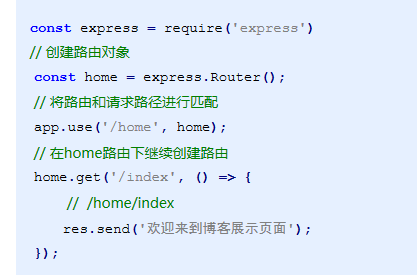 const express = require('express')
// 创建路由对象
const home = express.Router();
// 将路由和请求路径进行匹配
app.use('/home', home);
// 在home路由下继续创建路由
home.get('/index', () => {
// /home/index
res.send('欢迎来到博客展示页面');
});